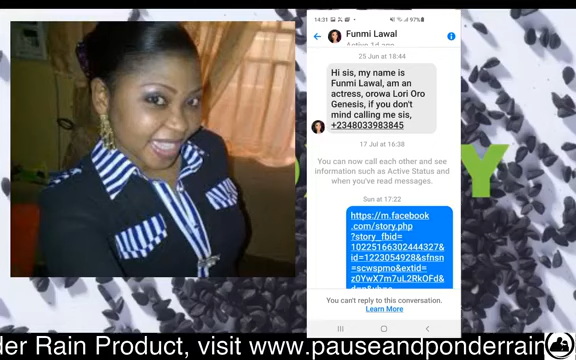 14:31
97%
Funmi Lawal
25 Jun at 18:44
Hi sis, my name is
Funmi Lawal, am an
actress, orowa Lori Oro
Genesis, if you don't
mind calling me sis,
+2348033983845
17 Jul at 16:38
You can now call each other and see
information such as Active Status and
when you've read messages.
Sun at 17:22
https://m.facebook
.com/story.php
?story_fbid=
10225166302444327&
id=1223054928&sfnsn
=scwspmo&extid=
z0YwX7m7uL2RkOFd&
You can't reply to this conversation.
Learn More
Y
der Rain Product, visit www.pauseandponderrain